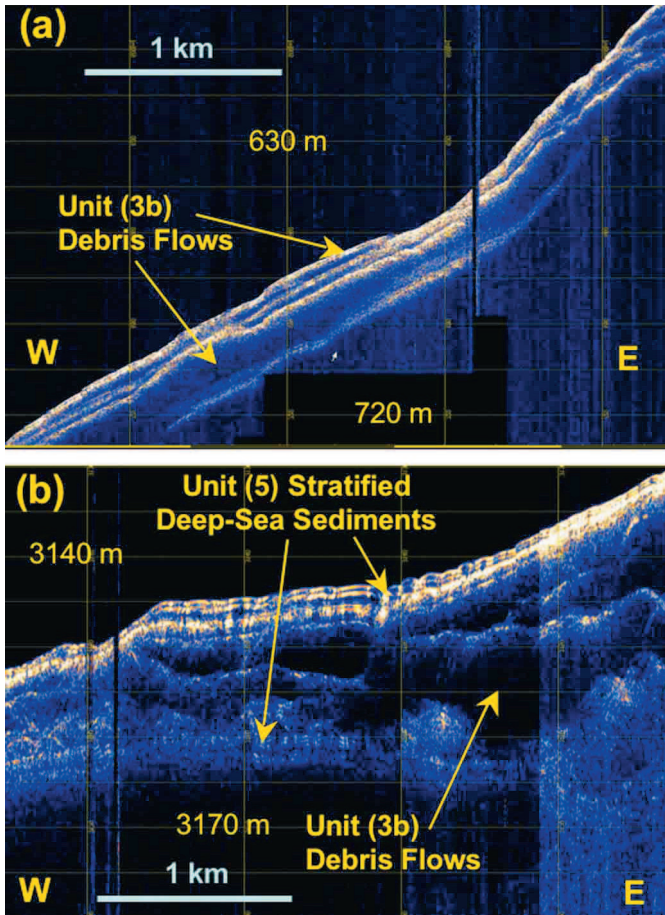 (a)
1 km
630 m
Unit (3b)
Debris Flows
W
E
720 m
(b)
Unit (5) Stratified
Deep-Sea Sediments
3140 m
3170 m
Unit (3b)
Debris Flows
1 km
W
E